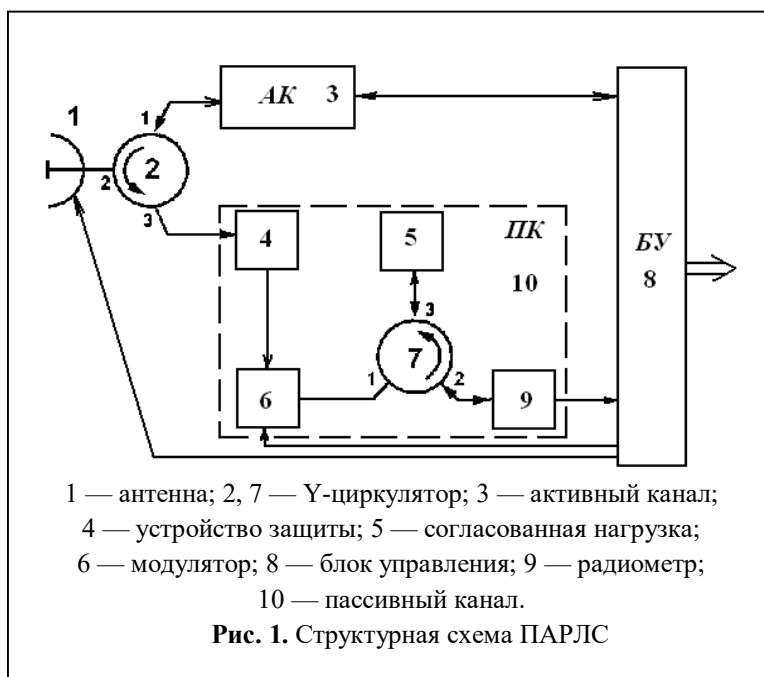 1
АК 3
1
2
2
3
4
5
ПК
10
БУ
8
3
7
1
2
6
9
1 — антенна; 2, 7 — Y-циркулятор; 3 — активный канал;
4 — устройство защиты; 5 — согласованная нагрузка;
6 — модулятор; 8 — блок управления; 9 — радиометр;
10 — пассивный канал.
Рис. 1. Структурная схема ПАРЛС